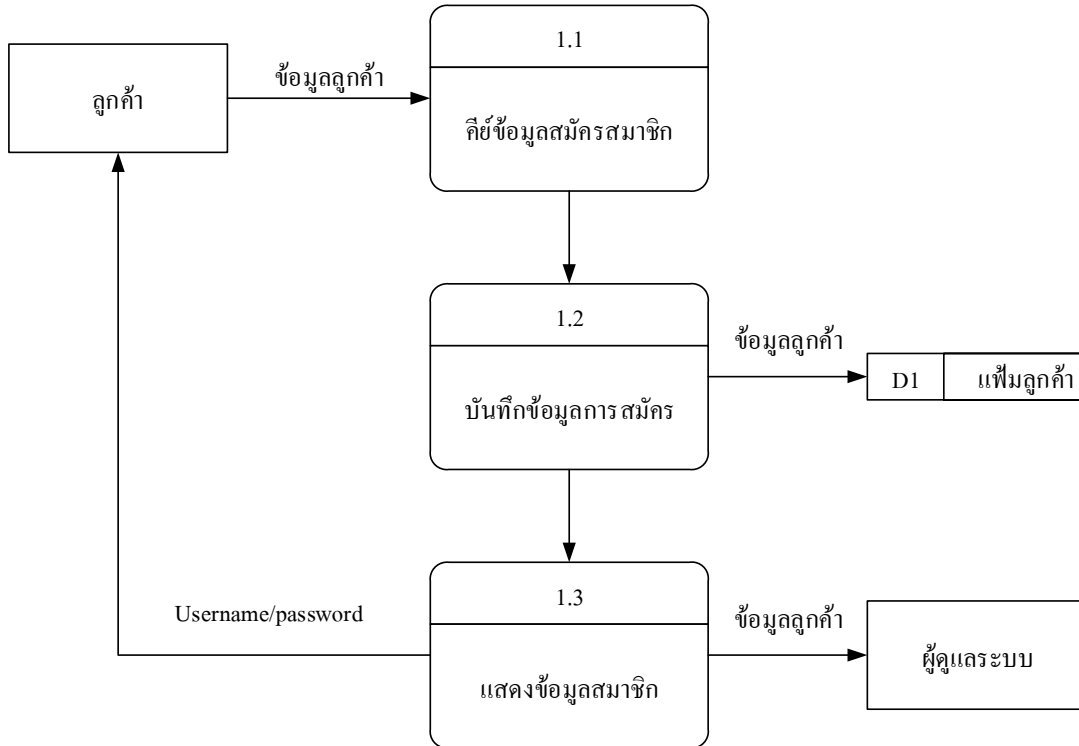 1.1
ลูกค้า
ข้อมูลลูกค้า
คีย์ข้อมูลสมัครสมาชิก
1.2
ข้อมูลลูกค้า
D1
แฟ้มลูกค้า
บันทึกข้อมูลการสมัคร
1.3
Username/password
ข้อมูลลูกค้า
ผู้ดูแลระบบ
แสดงข้อมูลสมาชิก